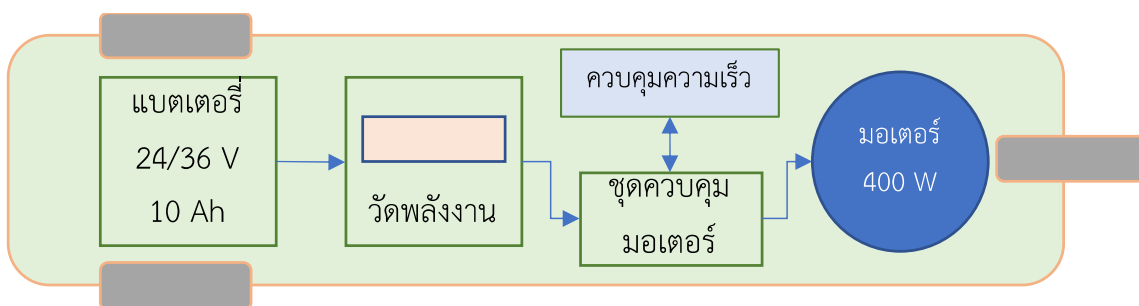 แบตเตอรี่
24/36 V
10 Ah
วัดพลังงาน
ควบคุมความเร็ว
ชุดควบคุม
มอเตอร์
มอเตอร์
400 W